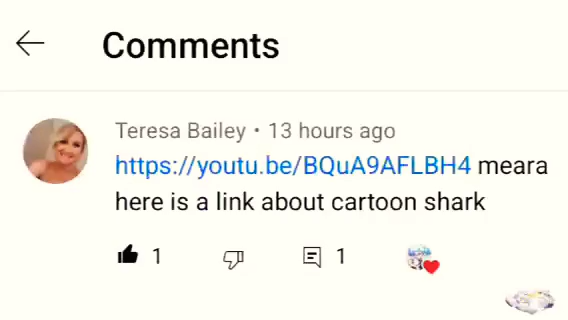 Comments
Teresa Bailey • 13 hours ago
https://youtu.be/BQuA9AFLBH4 meara
here is a link about cartoon shark
1
1